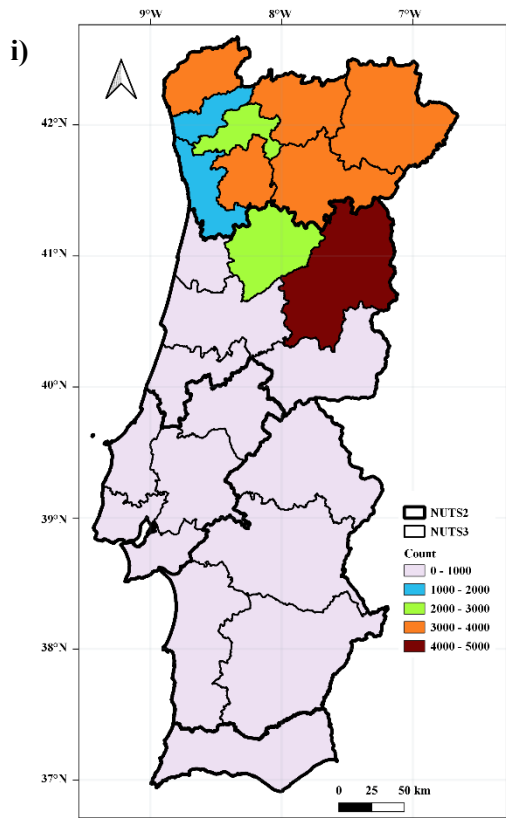 i)
9°W 8°W 7°W
42°N
41°N
40°N
39°N
38°N
37°N
NUTS2
NUTS3
Count
0 - 1000
1000 - 2000
2000 - 3000
3000 - 4000
4000 - 5000
0 25 50 km